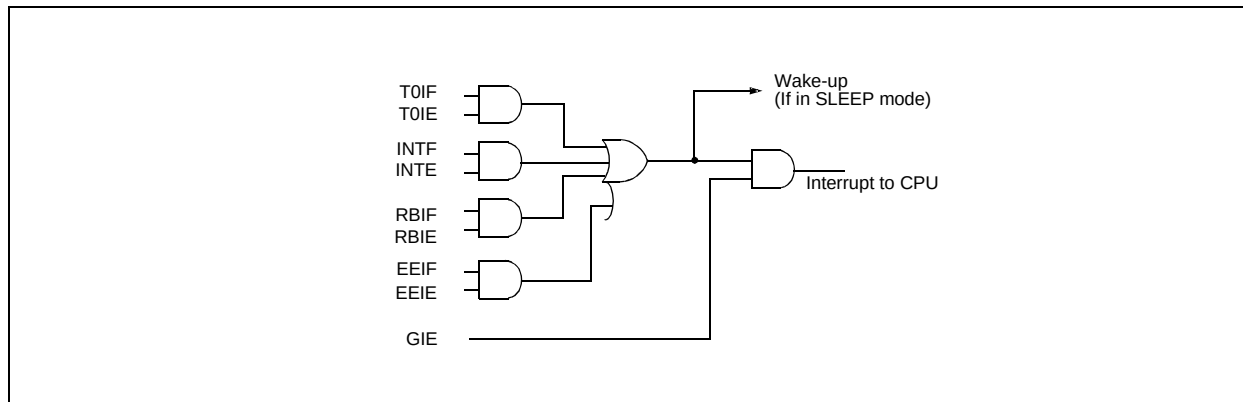 T0IF
T0IE
INTF
INTE
RBIF
RBIE
EEIF
EEIE
GIE
Wake-up
(If in SLEEP mode)
Interrupt to CPU